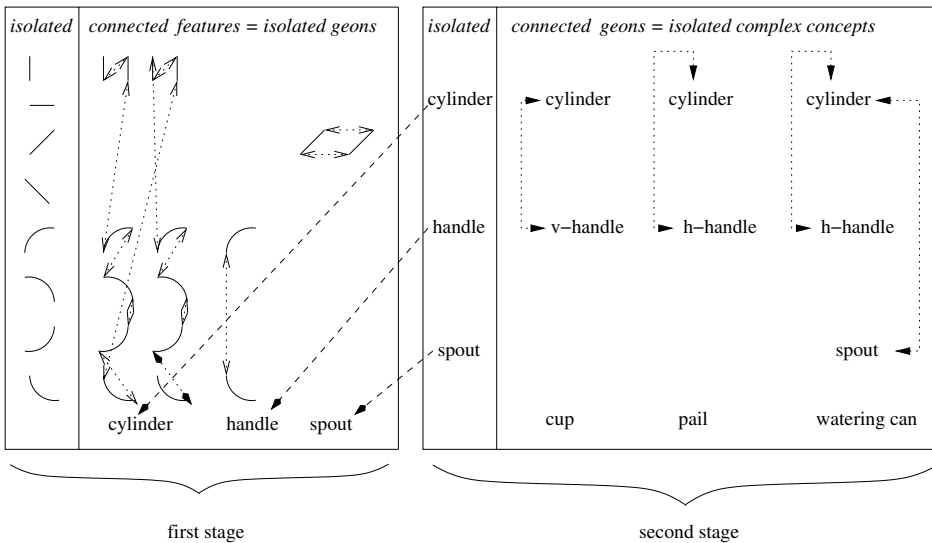 isolated connected features = isolated geons
isolated connected geons = isolated complex concepts
cylinder cylinder cylinder cylinder
handle v−handle h−handle h−handle
spout spout
cylinder handle spout
cup pail watering can
first stage second stage